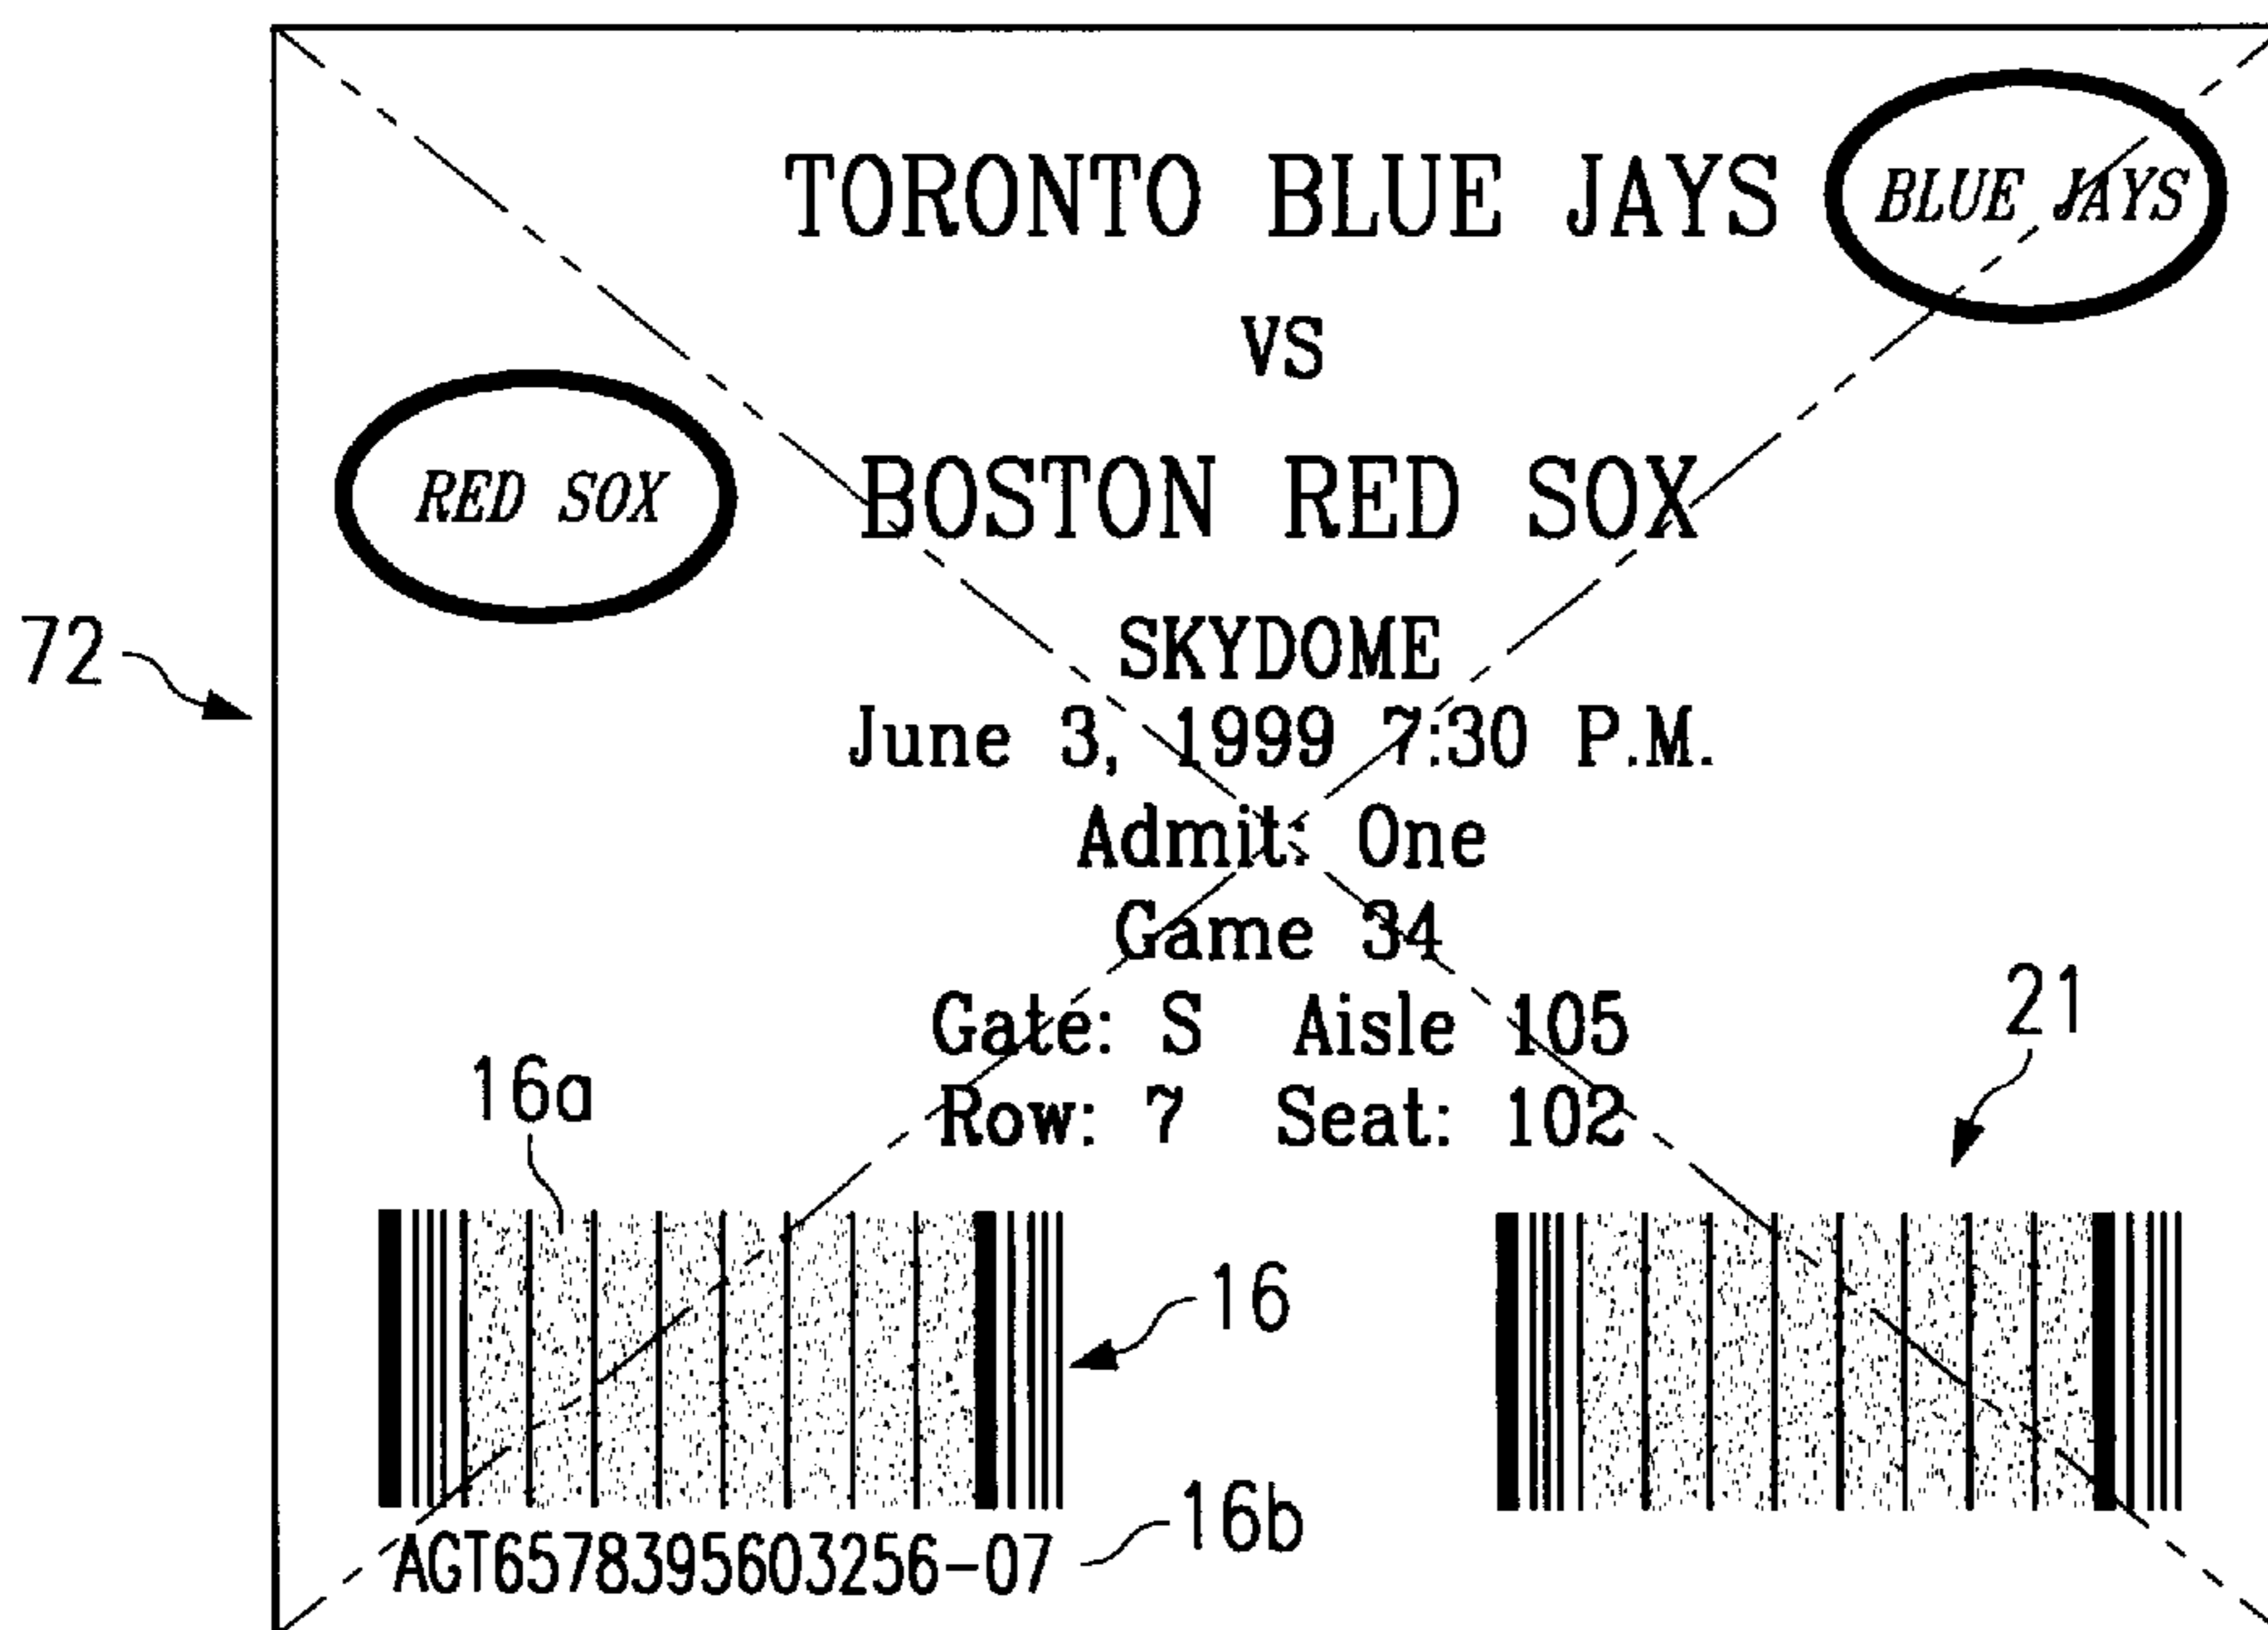 TORONTO BLUE JAYS
BLUE JAYS
VS
RED SOX
BOSTON RED SOX
72
SKYDOME
June 3, 1999 7:30 P.M.
Admit: One
Game 34
Gate: S Aisle 105
21
16a
Row: 7 Seat: 102
16
16b
AGT6578395603256-07